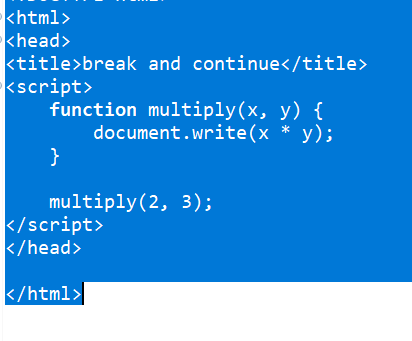 <html>
<head>
<title>break and continue</title>
<script>
    function multiply(x, y) {
        document.write(x * y);
    }

    multiply(2, 3);
</script>
</head>

</html>